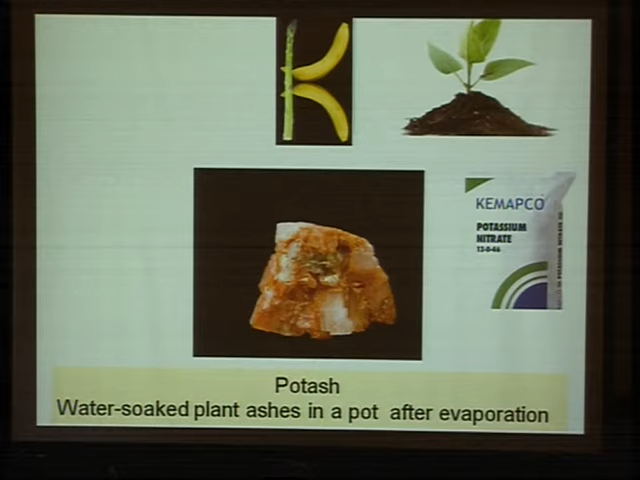 KEMAPCO
POTASSIUM
NITRATE
13-0-46
Potash
Water-soaked plant ashes in a pot after evaporation